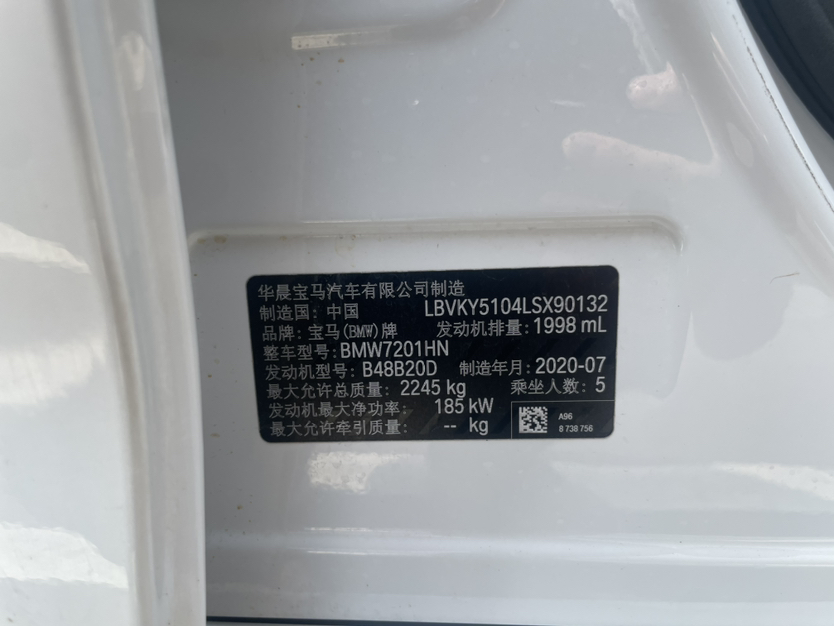 华晨宝马汽车有限公司制造
制造国: 中国 LBVKY5104LSX90132
品牌: 宝马(BMW)牌 发动机排量: 1998 mL
整车型号: BMW7201HN
发动机型号: B48B20D 制造年月: 2020-07
最大允许总质量: 2245 kg 乘坐人数: 5
发动机最大净功率: 185 kW
最大允许牵引质量: -- kg
A96
8 738 756